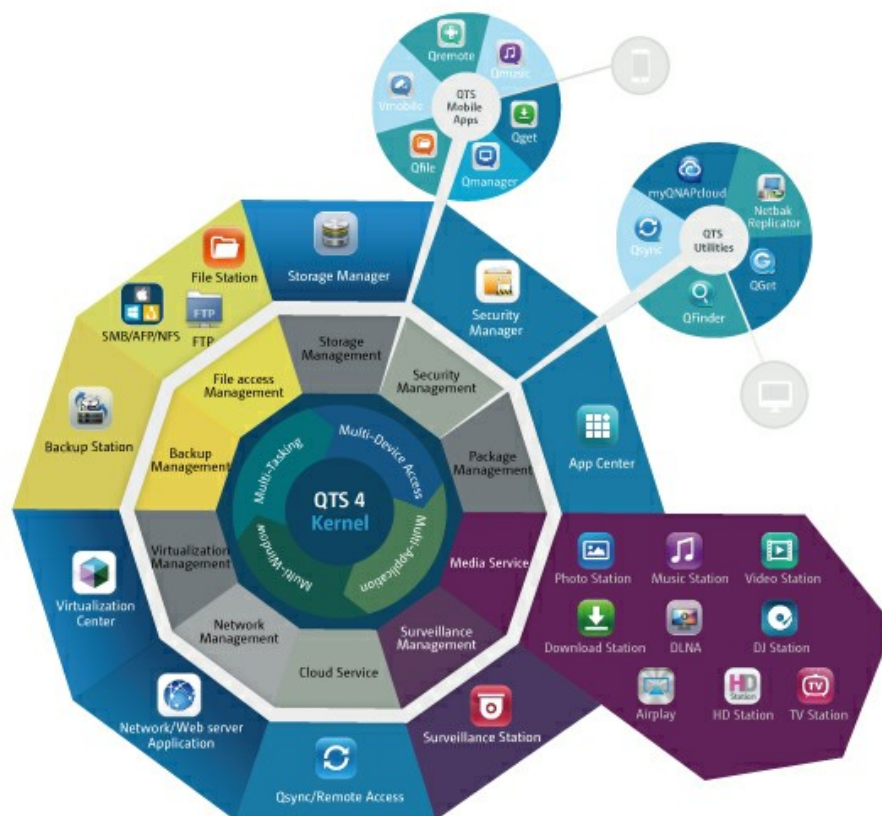 Qremote
Qmusic
Vmobile
QTS
Mobile
Apps
Qget
Qfile
Qmanager
myQNAPcloud
Netbak
Replicator
Qsync
QTS
Utilities
QGet
QFinder
File Station
Storage Manager
Security
Manager
SMB/AFP/NFS
FTP
FTP
Storage
Management
File access
Management
Security
Management
Backup Station
Backup
Management
Package
Management
App Center
Multi-Tasking
Multi-Device Access
QTS 4
Kernel
Multi-Window
Multi-Application
Virtualization
Management
Media Service
Virtualization
Center
Network
Management
Surveillance
Management
Cloud Service
Network/Web server
Application
Qsync/Remote Access
Surveillance Station
Photo Station
Music Station
Video Station
Download Station
DLNA
DJ Station
HD
Station
TV
Airplay
HD Station
TV Station